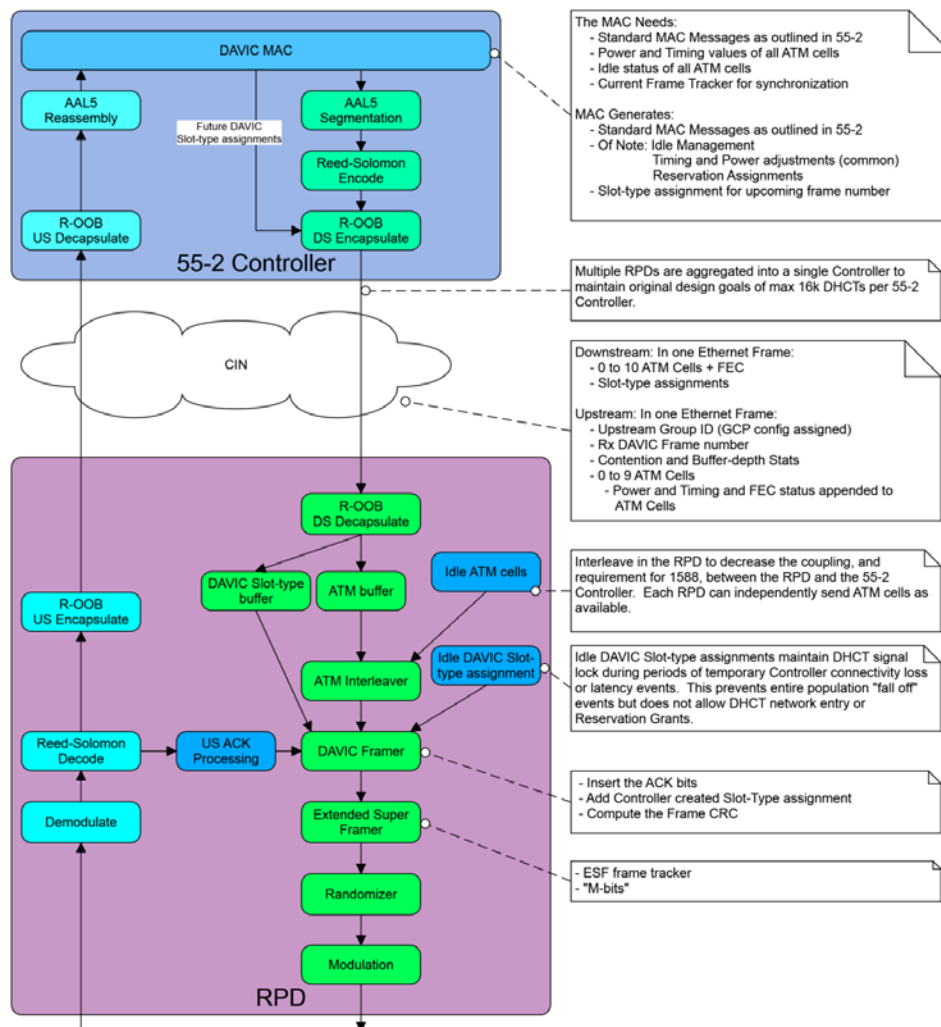 DAVIC MAC
AAL5
Reassembly
Future DAVIC
Slot-type assignments
AAL5
Segmentation
Reed-Solomon
Encode
R-OOB
US Decapsulate
R-OOB
DS Encapsulate
55-2 Controller
The MAC Needs:
- Standard MAC Messages as outlined in 55-2
- Power and Timing values of all ATM cells
- Idle status of all ATM cells
- Current Frame Tracker for synchronization
MAC Generates:
- Standard MAC Messages as outlined in 55-2
- Of Note: Idle Management
Timing and Power adjustments (common)
Reservation Assignments
- Slot-type assignment for upcoming frame number
Multiple RPDs are aggregated into a single Controller to
maintain original design goals of max 16k DHCTs per 55-2
Controller.
CIN
Downstream: In one Ethernet Frame:
- 0 to 10 ATM Cells + FEC
- Slot-type assignments
Upstream: In one Ethernet Frame:
- Upstream Group ID (GCP config assigned)
- Rx DAVIC Frame number
- Contention and Buffer-depth Stats
- 0 to 9 ATM Cells
- Power and Timing and FEC status appended to
ATM Cells
R-OOB
DS Decapsulate
DAVIC Slot-type
buffer
ATM buffer
Idle ATM cells
Interleave in the RPD to decrease the coupling, and
requirement for 1588, between the RPD and the 55-2
Controller. Each RPD can independently send ATM cells as
available.
R-OOB
US Encapsulate
ATM Interleaver
Idle DAVIC Slot-
type assignment
Idle DAVIC Slot-type assignments maintain DHCT signal
lock during periods of temporary Controller connectivity loss
or latency events. This prevents entire population "fall off"
events but does not allow DHCT network entry or
Reservation Grants.
Reed-Solomon
Decode
US ACK
Processing
DAVIC Framer
- Insert the ACK bits
- Add Controller created Slot-Type assignment
- Compute the Frame CRC
Demodulate
Extended Super
Framer
- ESF frame tracker
- "M-bits"
Randomizer
Modulation
RPD